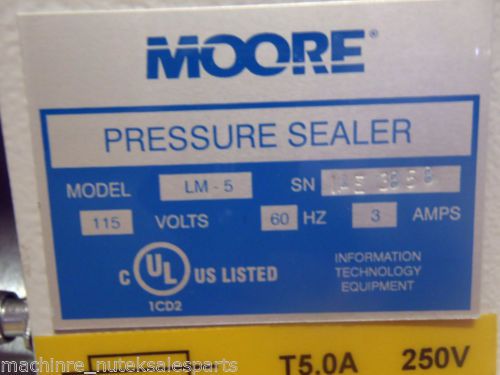 MOORE®
PRESSURE SEALER
MODEL LM - 5 SN
115 VOLTS 60 HZ 3 AMPS
C UL® US LISTED
1CD2
INFORMATION
TECHNOLOGY
EQUIPMENT
T5.0A 250V
machinre_nuteksalesparts